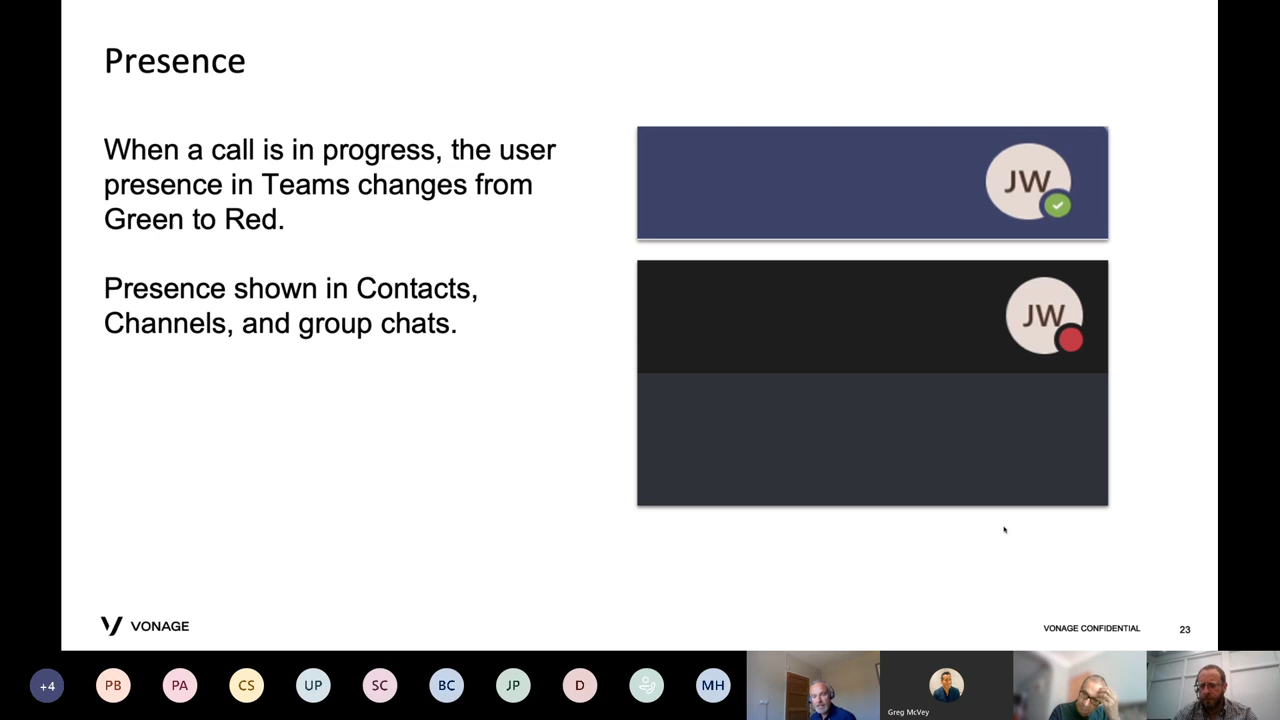 Presence
When a call is in progress, the user
presence in Teams changes from
Green to Red.
Presence shown in Contacts,
Channels, and group chats.
JW
JW
VONAGE
VONAGE CONFIDENTIAL
23
+4
PB
PA
CS
UP
SC
BC
JP
D
MH
Greg McVey